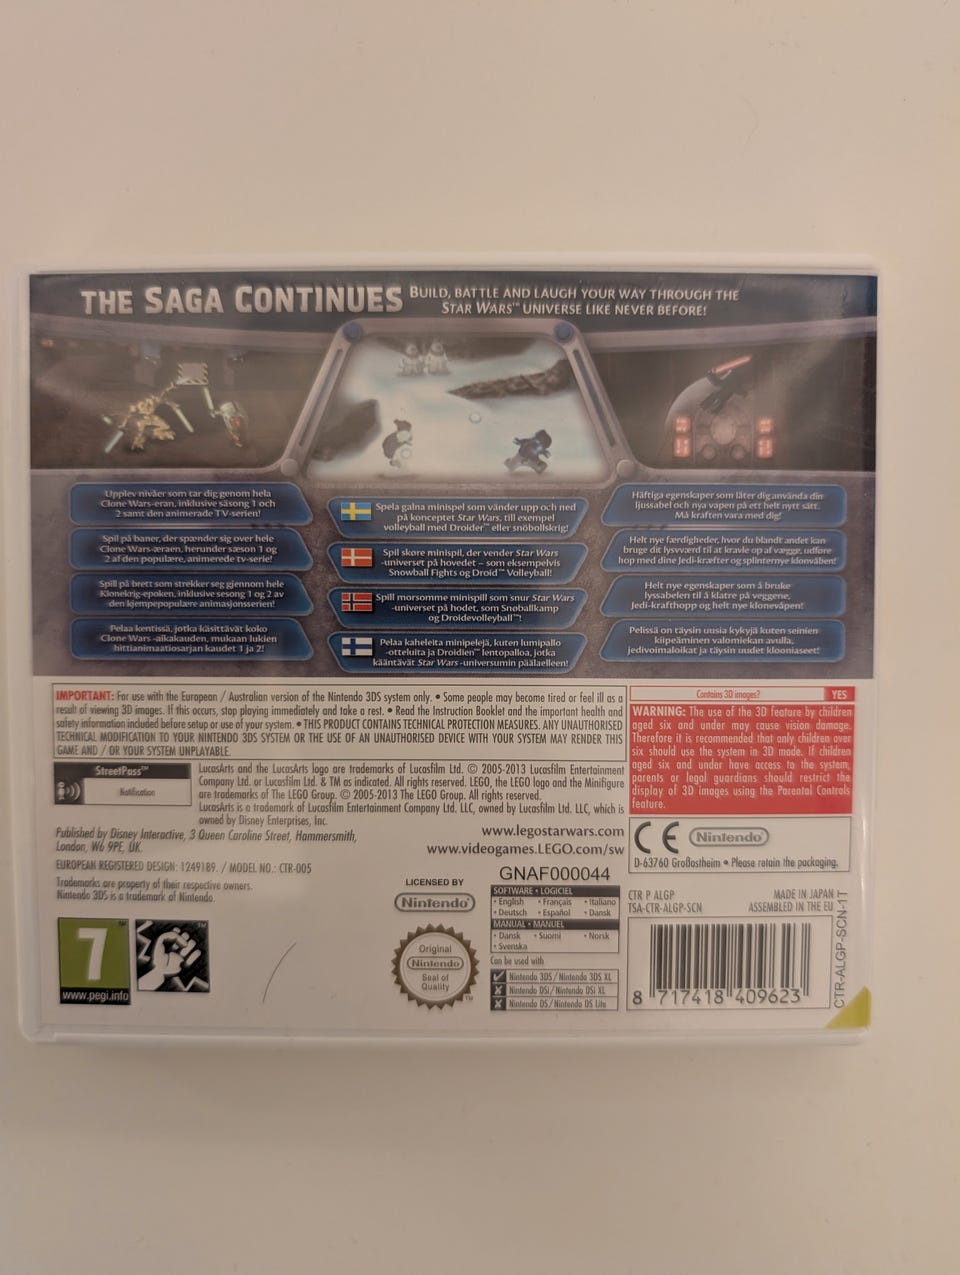 THE SAGA CONTINUES
BUILD, BATTLE AND LAUGH YOUR WAY THROUGH THE
STAR WARS™ UNIVERSE LIKE NEVER BEFORE!
Upplev nivåer som tar dig genom hela
Clone Wars-eran, inklusive säsong 1 och
2 samt den animerade TV-serien!
Spela galna minispel som vänder upp och ned
på konceptet Star Wars, till exempel
volleyball med Droider™ eller snöbollskrig!
Häftiga egenskaper som låter dig använda din
ljussabel och nya vapen på ett helt nytt sätt.
Må kraften vara med dig!
Spil på baner, der spænder sig over hele
Clone Wars-æraen, herunder sæson 1 og
2 af den populære, animerede tv-serie!
Spil skøre minispil, der vender Star Wars
-universet på hovedet – som eksempelvis
Snowball Fights og Droid™ Volleyball!
Helt nye færdigheder, hvor du blandt andet kan
bruge dit lysværd til at kravle op af vægge, udføre
hop med dine Jedi-kræfter og splinternye klonvåben!
Spill på brett som strekker seg gjennom hele
Klonekrig-epoken, inklusive sesong 1 og 2 av
den kjempepopulære animasjonsserien!
Spill morsomme minispill som snur Star Wars
-universet på hodet, som Snøballkamp
og Droidevolleyball™!
Helt nye egenskaper som å bruke
lyssabelen til å klatre på veggene,
Jedi-krafthopp og helt nye klonevåpen!
Pelaa kentissä, jotka käsittävät koko
Clone Wars -aikakauden, mukaan lukien
hittianimaatiosarjan kaudet 1 ja 2!
Pelaa kaheleita minipelejä, kuten lumipallo
-otteluita ja Droidien™ lentopalloa, jotka
kääntävät Star Wars -universumin päälaelleen!
Pelissä on täysin uusia kykyjä kuten seinien
kiipeäminen valomiekan avulla,
jedivoimaloikat ja täysin uudet klooniaseet!
IMPORTANT: For use with the European / Australian version of the Nintendo 3DS system only. • Some people may become tired or feel ill as a
result of viewing 3D images. If this occurs, stop playing immediately and take a rest. • Read the Instruction Booklet and the important health and
safety information included before setup or use of your system. • THIS PRODUCT CONTAINS TECHNICAL PROTECTION MEASURES. ANY UNAUTHORISED
TECHNICAL MODIFICATION TO YOUR NINTENDO 3DS SYSTEM OR THE USE OF AN UNAUTHORISED DEVICE WITH YOUR SYSTEM MAY RENDER THIS
GAME AND / OR YOUR SYSTEM UNPLAYABLE.
Contains 3D images? YES
WARNING: The use of the 3D feature by children
aged six and under may cause vision damage.
Therefore it is recommended that only children over
six should use the system in 3D mode. If children
aged six and under have access to the system,
parents or legal guardians should restrict the
display of 3D images using the Parental Controls
feature.
StreetPass™
Notification
LucasArts and the LucasArts logo are trademarks of Lucasfilm Ltd. © 2005-2013 Lucasfilm Entertainment
Company Ltd. or Lucasfilm Ltd. & TM as indicated. All rights reserved. LEGO, the LEGO logo and the Minifigure
are trademarks of The LEGO Group. © 2005-2013 The LEGO Group. All rights reserved.
LucasArts is a trademark of Lucasfilm Entertainment Company Ltd. LLC, owned by Lucasfilm Ltd. LLC, which is
owned by Disney Enterprises, Inc.
Published by Disney Interactive, 3 Queen Caroline Street, Hammersmith,
London, W6 9PE, UK.
www.legostarwars.com
www.videogames.LEGO.com/sw
CE Nintendo
D-63760 Großostheim • Please retain the packaging.
EUROPEAN REGISTERED DESIGN: 1249189. / MODEL NO.: CTR-005
Trademarks are property of their respective owners.
Nintendo 3DS is a trademark of Nintendo.
LICENSED BY
Nintendo
GNAF000044
SOFTWARE • LOGICIEL
• English • Français • Italiano
• Deutsch • Español • Dansk
MANUAL • MANUEL
• Dansk • Suomi • Norsk
• Svenska
Can be used with
Nintendo 3DS/Nintendo 3DS XL
Nintendo DSi/Nintendo DSi XL
Nintendo DS/Nintendo DS Lite
CTR P ALGP
TSA-CTR-ALGP-SCN
MADE IN JAPAN
ASSEMBLED IN THE EU
8 717418 409623
CTR-ALGP-SCN-1T
7
™
www.pegi.info
™
Original
Nintendo
Seal of
Quality
™